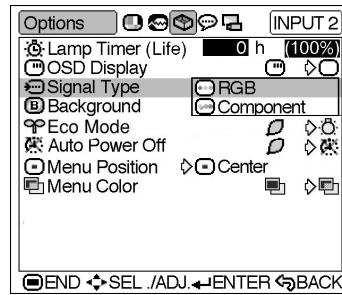 Options INPUT 2
Lamp Timer (Life) 0 h (100%)
OSD Display
Signal Type RGB
Background Component
Eco Mode
Auto Power Off
Menu Position Center
Menu Color
END SEL./ADJ. ENTER BACK